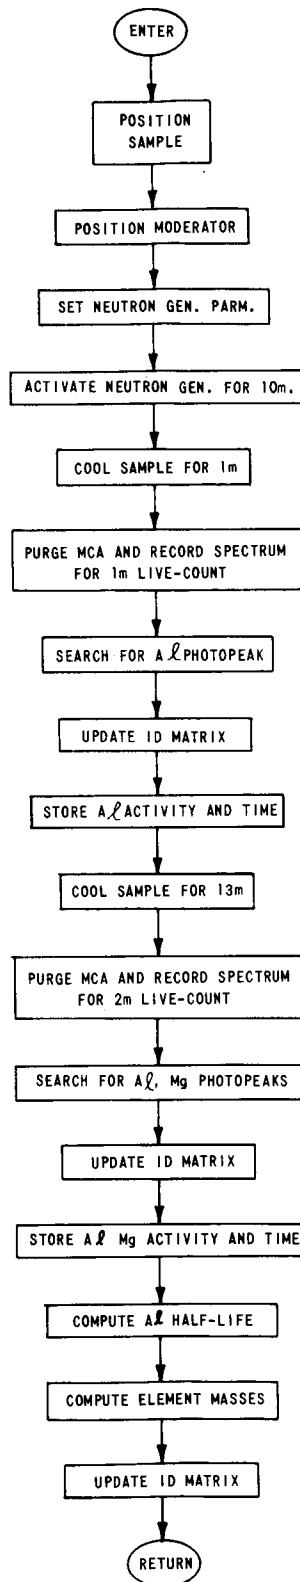 ENTER
POSITION
SAMPLE
POSITION MODERATOR
SET NEUTRON GEN. PARM.
ACTIVATE NEUTRON GEN. FOR 10m.
COOL SAMPLE FOR 1m
PURGE MCA AND RECORD SPECTRUM
FOR 1m LIVE-COUNT
SEARCH FOR Aℓ PHOTOPEAK
UPDATE ID MATRIX
STORE Aℓ ACTIVITY AND TIME
COOL SAMPLE FOR 13m
PURGE MCA AND RECORD SPECTRUM
FOR 2m LIVE-COUNT
SEARCH FOR Aℓ, Mg PHOTOPEAKS
UPDATE ID MATRIX
STORE Aℓ Mg ACTIVITY AND TIME
COMPUTE Aℓ HALF-LIFE
COMPUTE ELEMENT MASSES
UPDATE ID MATRIX
RETURN